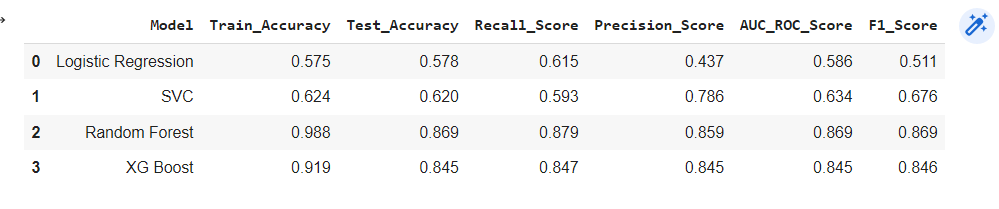 Model Train_Accuracy Test_Accuracy Recall_Score Precision_Score AUC_ROC_Score F1_Score
0 Logistic Regression 0.575 0.578 0.615 0.437 0.586 0.511
1 SVC 0.624 0.620 0.593 0.786 0.634 0.676
2 Random Forest 0.988 0.869 0.879 0.859 0.869 0.869
3 XG Boost 0.919 0.845 0.847 0.845 0.845 0.846